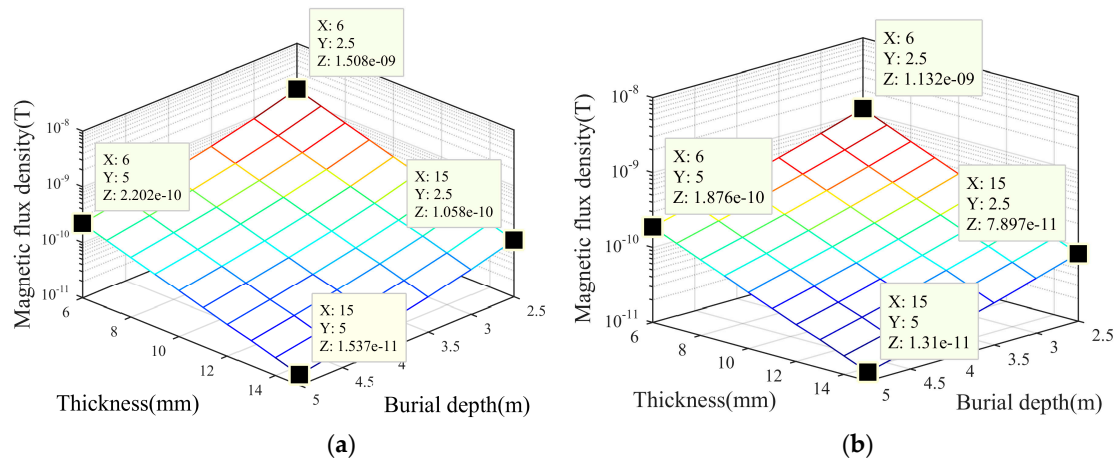 X: 6
Y: 2.5
Z: 1.508e-09
10^-8
X: 6
Y: 5
Z: 2.202e-10
X: 15
Y: 2.5
Z: 1.058e-10
10^-9
10^-10
10^-11
X: 15
Y: 5
Z: 1.537e-11
Magnetic flux density(T)
6
8
10
12
14
5
4.5
4
3.5
3
2.5
Thickness(mm)
Burial depth(m)
(a)
X: 6
Y: 2.5
Z: 1.132e-09
10^-8
X: 6
Y: 5
Z: 1.876e-10
X: 15
Y: 2.5
Z: 7.897e-11
10^-9
10^-10
10^-11
X: 15
Y: 5
Z: 1.31e-11
Magnetic flux density(T)
6
8
10
12
14
5
4.5
4
3.5
3
2.5
Thickness(mm)
Burial depth(m)
(b)